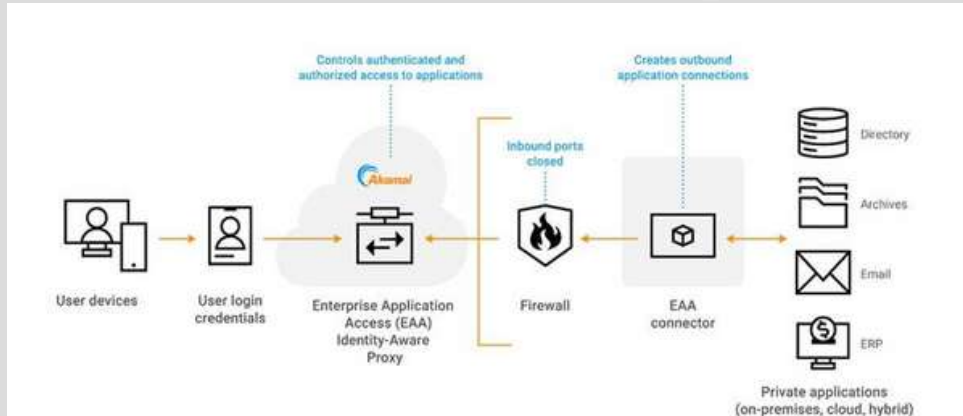 Controls authenticated and
authorized access to applications
Creates outbound
application connections
Inbound ports
closed
Akamai
Directory
Archives
Email
ERP
User devices
User login
credentials
Enterprise Application
Access (EAA)
Identity-Aware
Proxy
Firewall
EAA
connector
Private applications
(on-premises, cloud, hybrid)